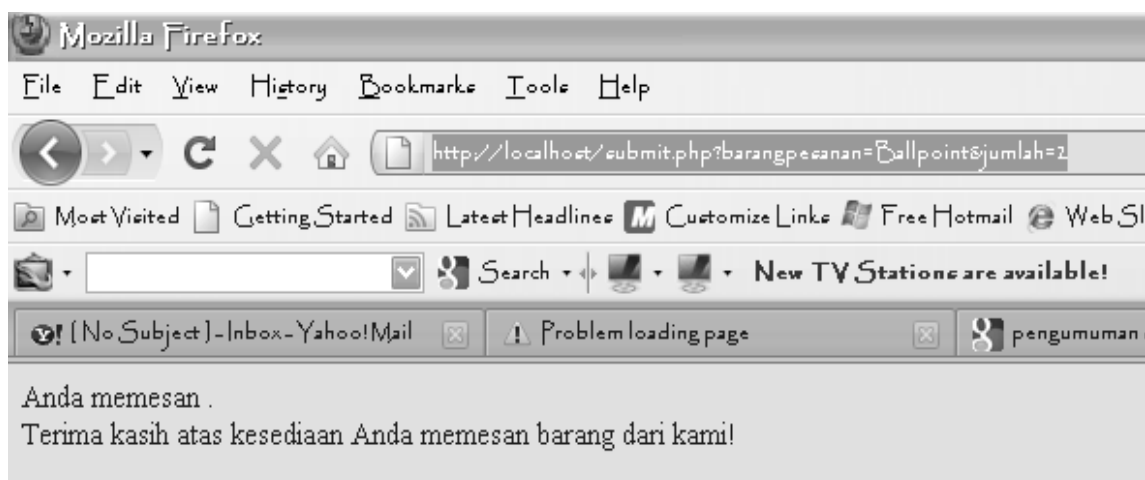 Mozilla Firefox
File Edit View History Bookmarks Tools Help
http://localhost/submit.php?barangpesanan=Ballpoint&jumlah=2
Most Visited Getting Started Latest Headlines Customize Links Free Hotmail Web Sl
Search New TV Stations are available!
[No Subject]-Inbox-Yahoo! Mail Problem loading page pengumuman
Anda memesan .
Terima kasih atas kesediaan Anda memesan barang dari kami!